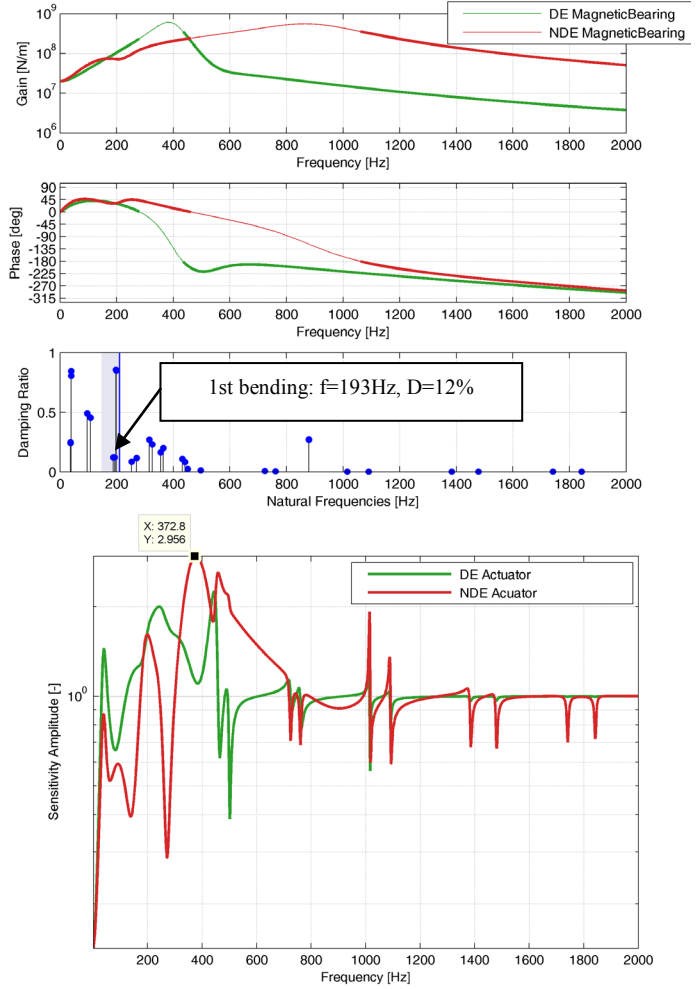 DE MagneticBearing
NDE MagneticBearing
10^9
10^8
10^7
10^6
Gain [N/m]
0 200 400 600 800 1000 1200 1400 1600 1800 2000
Frequency [Hz]
90
45
0
-45
-90
-135
-180
-225
-270
-315
Phase [deg]
0 200 400 600 800 1000 1200 1400 1600 1800 2000
Frequency [Hz]
1
0.5
0
Damping Ratio
1st bending: f=193Hz, D=12%
0 200 400 600 800 1000 1200 1400 1600 1800 2000
Natural Frequencies [Hz]
X: 372.8
Y: 2.956
DE Actuator
NDE Acuator
10^0
Sensitivity Amplitude [-]
200 400 600 800 1000 1200 1400 1600 1800 2000
Frequency [Hz]